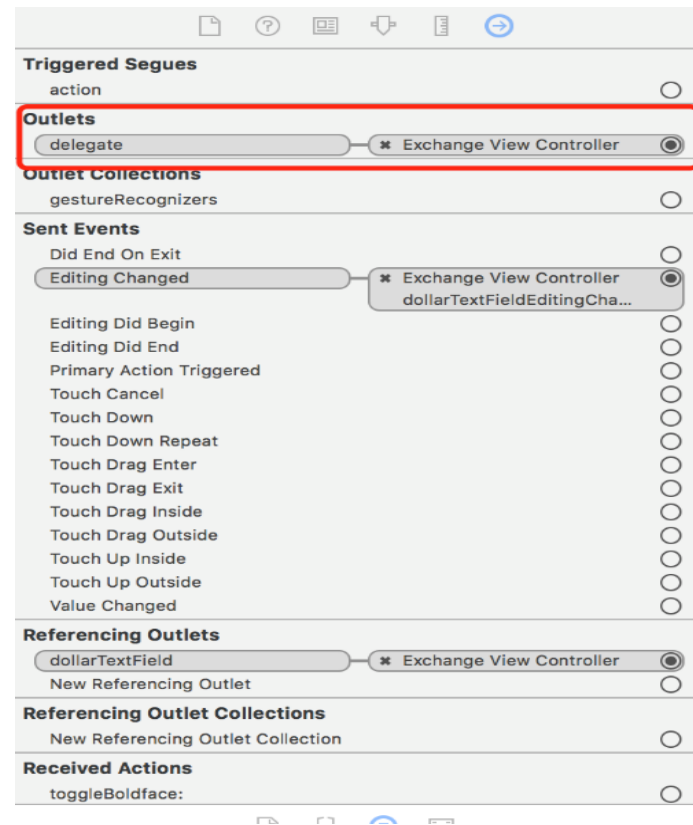 Triggered Segues
action
Outlets
delegate ✖ Exchange View Controller
Outlet Collections
gestureRecognizers
Sent Events
Did End On Exit
Editing Changed ✖ Exchange View Controller
dollarTextFieldEditingCha...
Editing Did Begin
Editing Did End
Primary Action Triggered
Touch Cancel
Touch Down
Touch Down Repeat
Touch Drag Enter
Touch Drag Exit
Touch Drag Inside
Touch Drag Outside
Touch Up Inside
Touch Up Outside
Value Changed
Referencing Outlets
dollarTextField ✖ Exchange View Controller
New Referencing Outlet
Referencing Outlet Collections
New Referencing Outlet Collection
Received Actions
toggleBoldface: